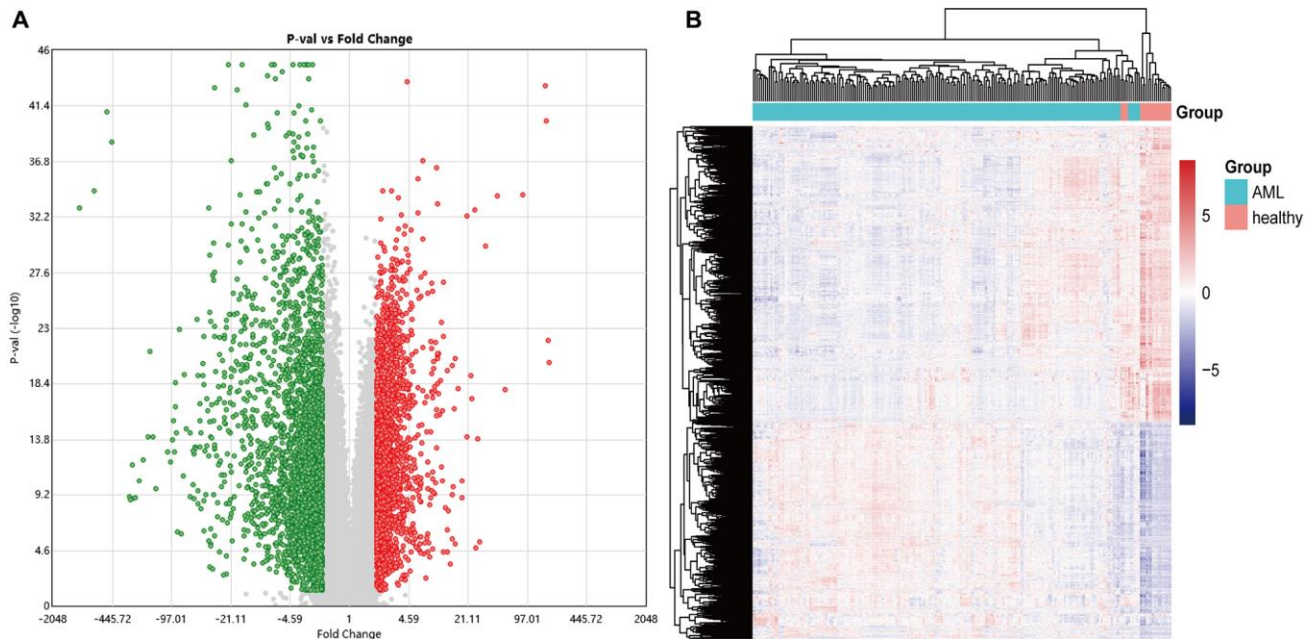 A
P-val vs Fold Change
46
41.4
36.8
32.2
27.6
23
18.4
13.8
9.2
4.6
0
P-val (-log10)
-2048 -445.72 -97.01 -21.11 -4.59 1 4.59 21.11 97.01 445.72 2048
Fold Change
B
Group
5
0
−5
Group
AML
healthy